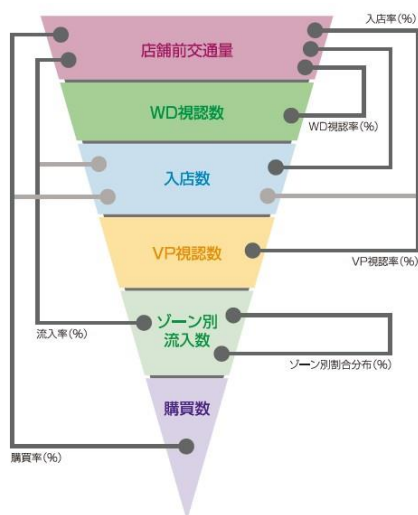 入店率(%)
店舗前交通量
WD視認数
WD視認率(%)
入店数
VP視認数
VP視認率(%)
ゾーン別
流入数
流入率(%)
ゾーン別割合分布(%)
購買数
購買率(%)